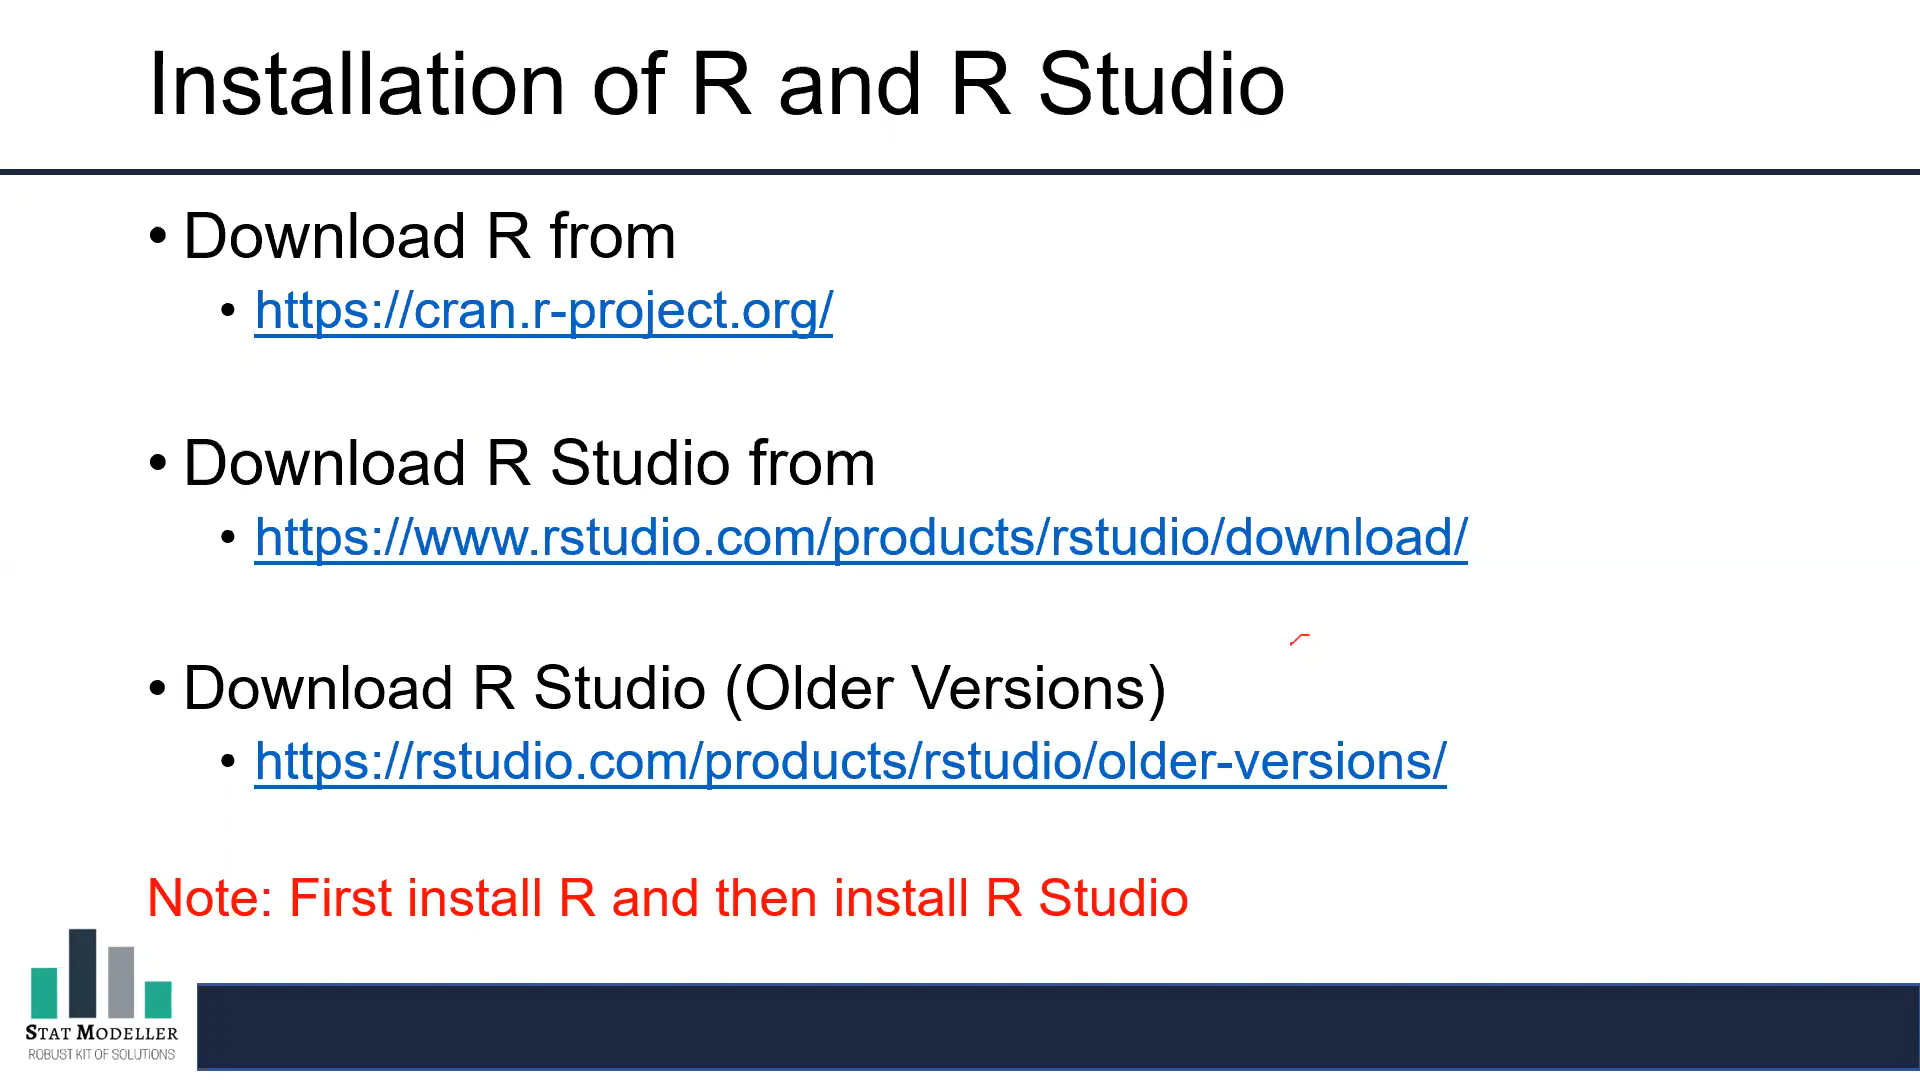 Installation of R and R Studio
• Download R from
• https://cran.r-project.org/
• Download R Studio from
• https://www.rstudio.com/products/rstudio/download/
• Download R Studio (Older Versions)
• https://rstudio.com/products/rstudio/older-versions/
Note: First install R and then install R Studio
STAT MODELLER
ROBUST KIT OF SOLUTIONS